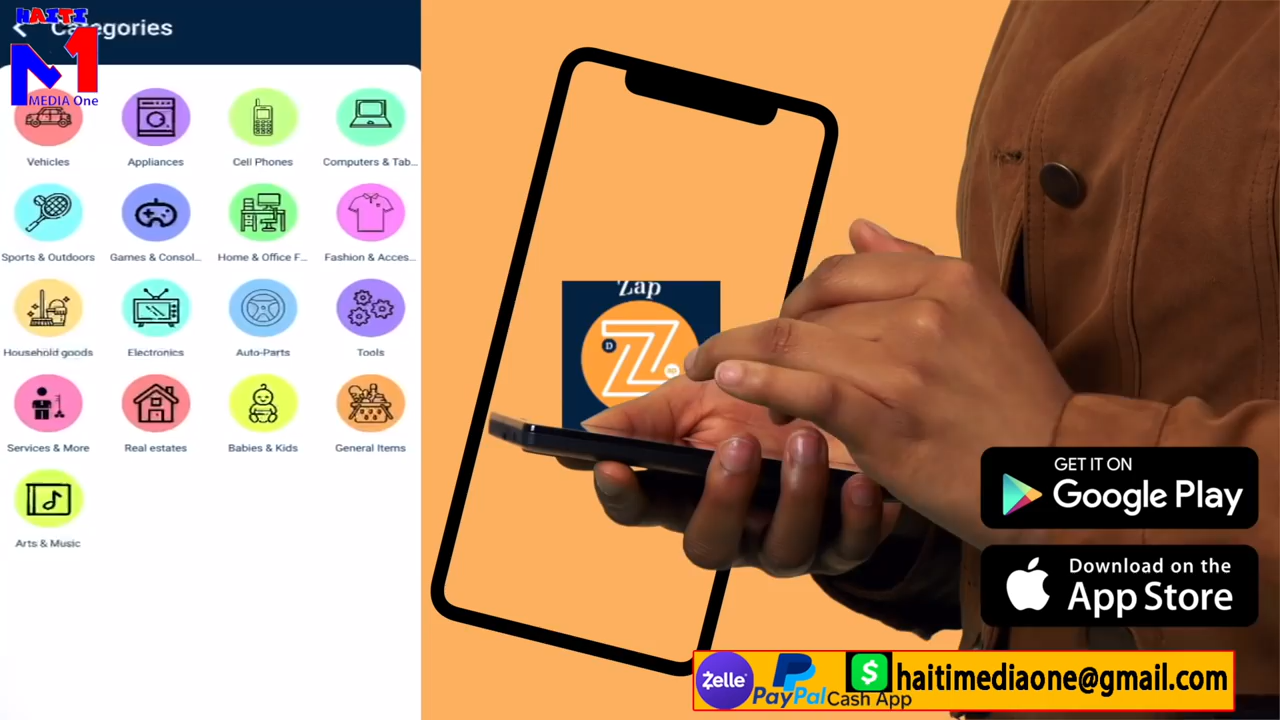 HAITI
M1
MEDIA One
Categories
Vehicles
Appliances
Cell Phones
Computers & Tab...
Sports & Outdoors
Games & Consol...
Home & Office F...
Fashion & Acces...
Household goods
Electronics
Auto-Parts
Tools
Services & More
Real estates
Babies & Kids
General Items
Arts & Music
Zap
D
GET IT ON
Google Play
Download on the
App Store
Zelle
PayPal
$
Cash App
haitimediaone@gmail.com